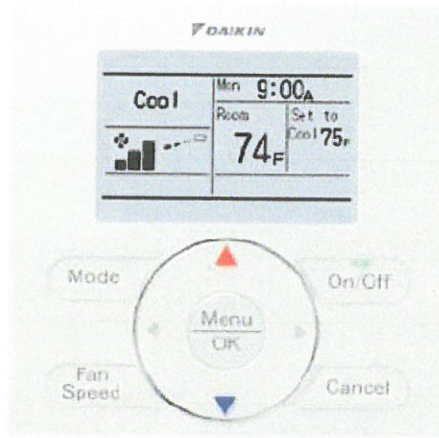 DAIKIN
Cool
Mon 9:00A
Room
74F
Set to
Cool 75F
Mode
On/Off
Menu
OK
Fan
Speed
Cancel